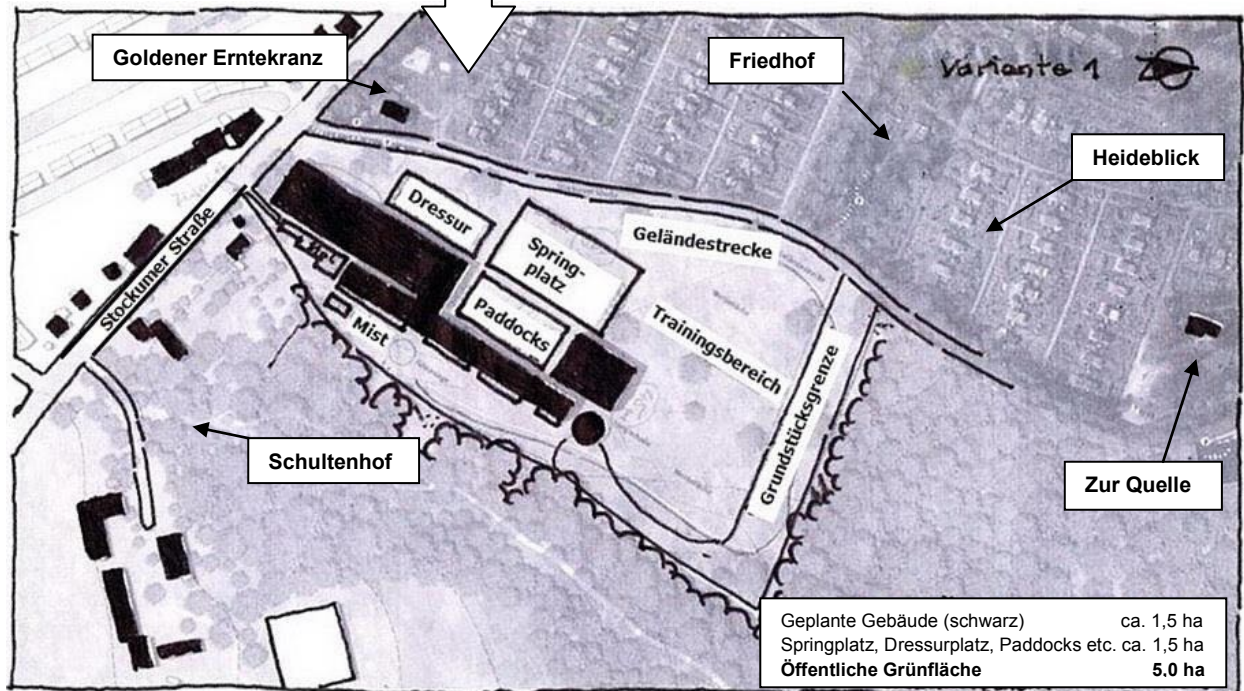 Goldener Erntekranz
Friedhof
Variante 1
Heideblick
Dressur
Geländestrecke
Spring-
platz
Stockumer Straße
Paddocks
Trainingsbereich
Mist
Grundstücksgrenze
Schultenhof
Zur Quelle
Geplante Gebäude (schwarz) ca. 1,5 ha
Springplatz, Dressurplatz, Paddocks etc. ca. 1,5 ha
Öffentliche Grünfläche 5,0 ha